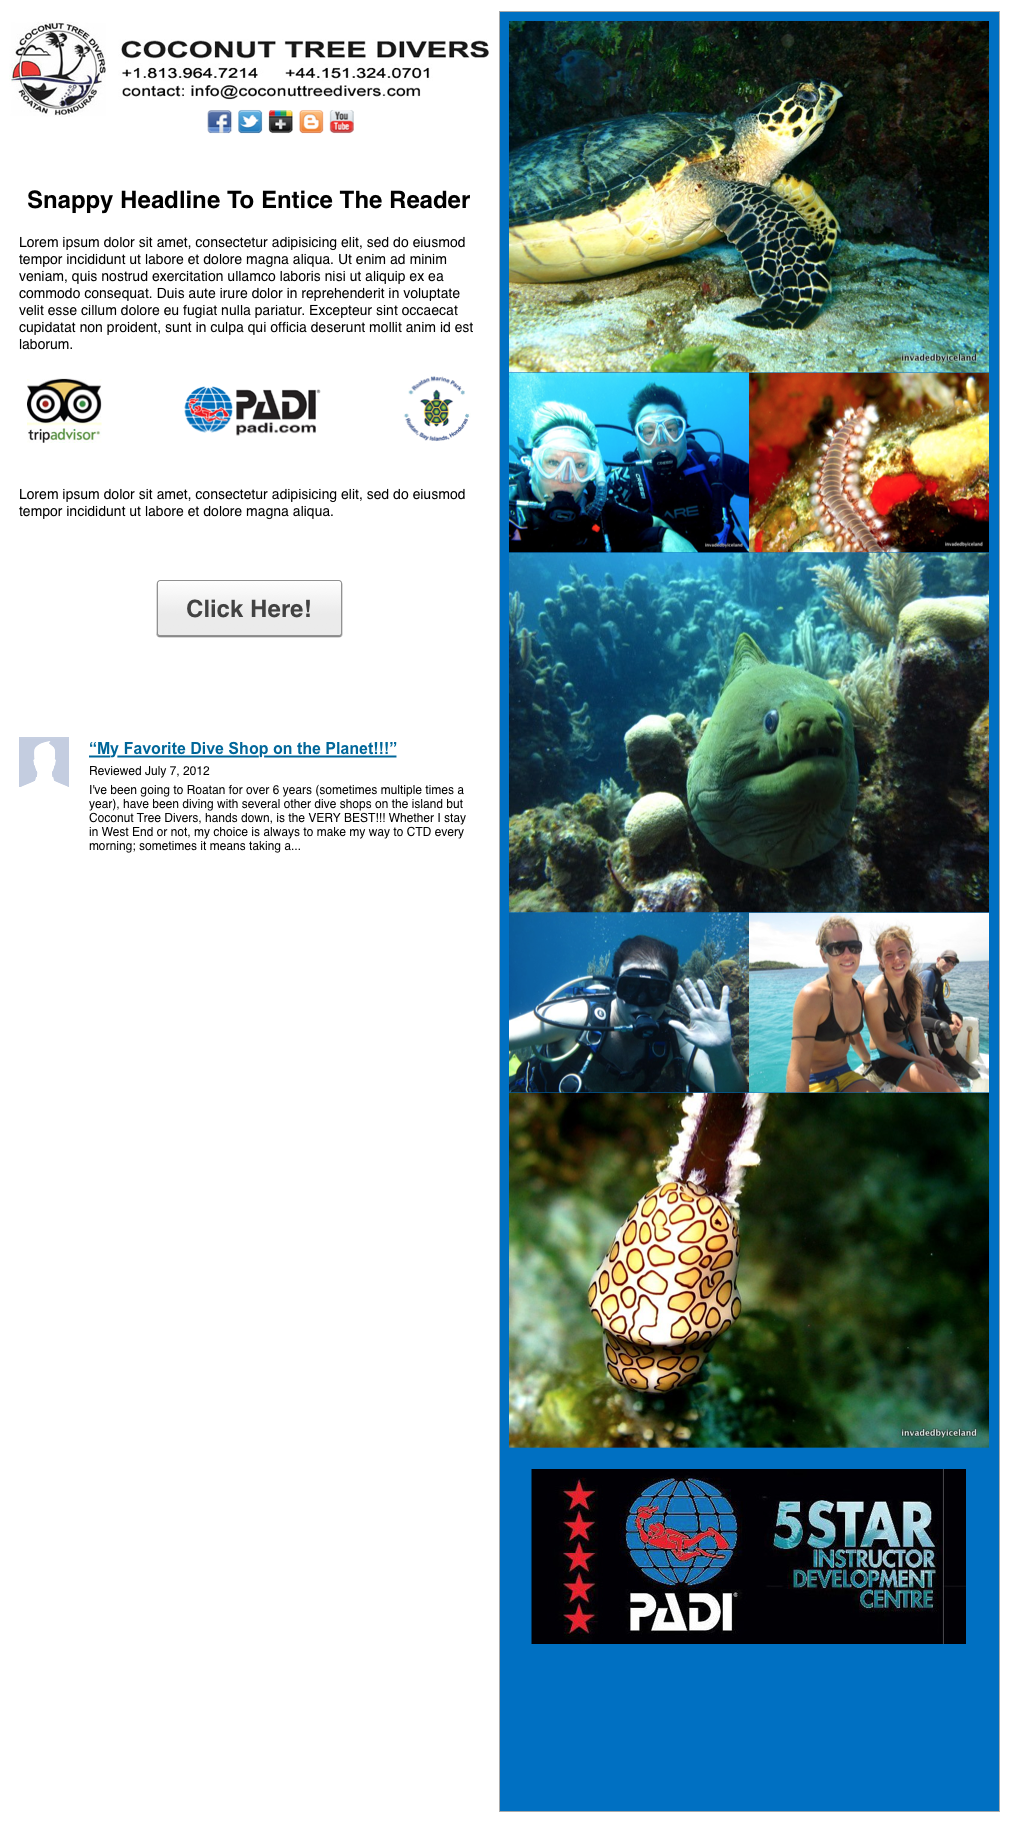 COCONUT TREE DIVERS
ROATAN HONDURAS
COCONUT TREE DIVERS
+1.813.964.7214 +44.151.324.0701
contact: info@coconuttreedivers.com
You
Tube
Snappy Headline To Entice The Reader
Lorem ipsum dolor sit amet, consectetur adipisicing elit, sed do eiusmod
tempor incididunt ut labore et dolore magna aliqua. Ut enim ad minim
veniam, quis nostrud exercitation ullamco laboris nisi ut aliquip ex ea
commodo consequat. Duis aute irure dolor in reprehenderit in voluptate
velit esse cillum dolore eu fugiat nulla pariatur. Excepteur sint occaecat
cupidatat non proident, sunt in culpa qui officia deserunt mollit anim id est
laborum.
tripadvisor®
PADI
padi.com
Roatan Marine Park
Roatan, Bay Islands, Honduras
Lorem ipsum dolor sit amet, consectetur adipisicing elit, sed do eiusmod
tempor incididunt ut labore et dolore magna aliqua.
Click Here!
“My Favorite Dive Shop on the Planet!!!”
Reviewed July 7, 2012
I've been going to Roatan for over 6 years (sometimes multiple times a
year), have been diving with several other dive shops on the island but
Coconut Tree Divers, hands down, is the VERY BEST!!! Whether I stay
in West End or not, my choice is always to make my way to CTD every
morning; sometimes it means taking a...
invadedbyiceland
invadedbyiceland
invadedbyiceland
invadedbyiceland
PADI
5 STAR
INSTRUCTOR
DEVELOPMENT
CENTRE